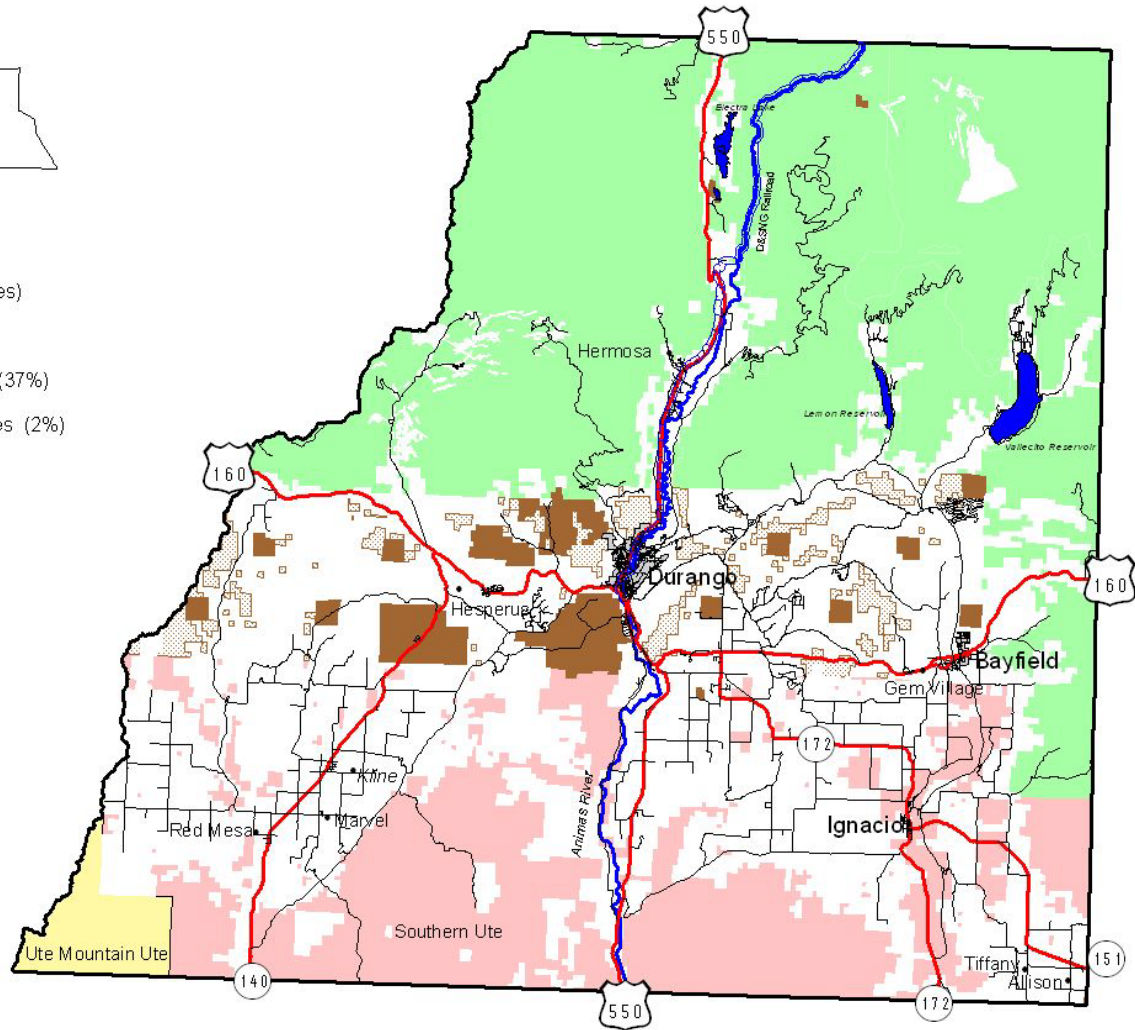 550
Electra Lake
D&SNG Railroad
es)
Hermosa
(37%)
Lemon Reservoir
es (2%)
Vallecito Reservoir
160
Durango
160
Hesperus
Bayfield
Gem Village
172
Kline
Animas River
Marvel
Ignacio
Red Mesa
Southern Ute
Ute Mountain Ute
Tiffany
151
140
Allison
550
172